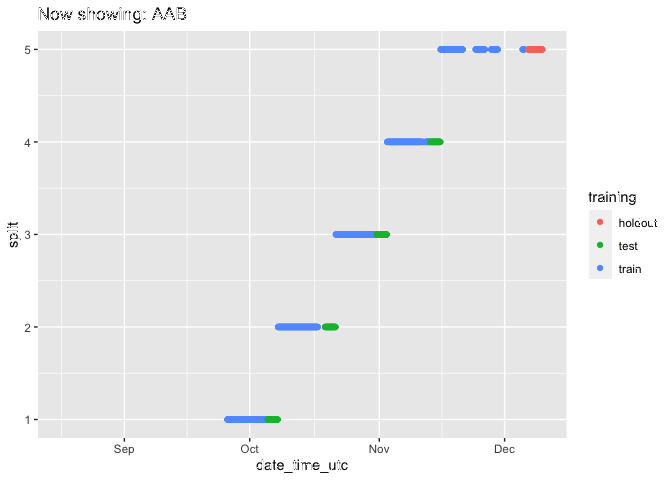 Now showing: AAB
5
4
3
2
1
split
Sep Oct Nov Dec
date_time_utc
training
holdout
test
train